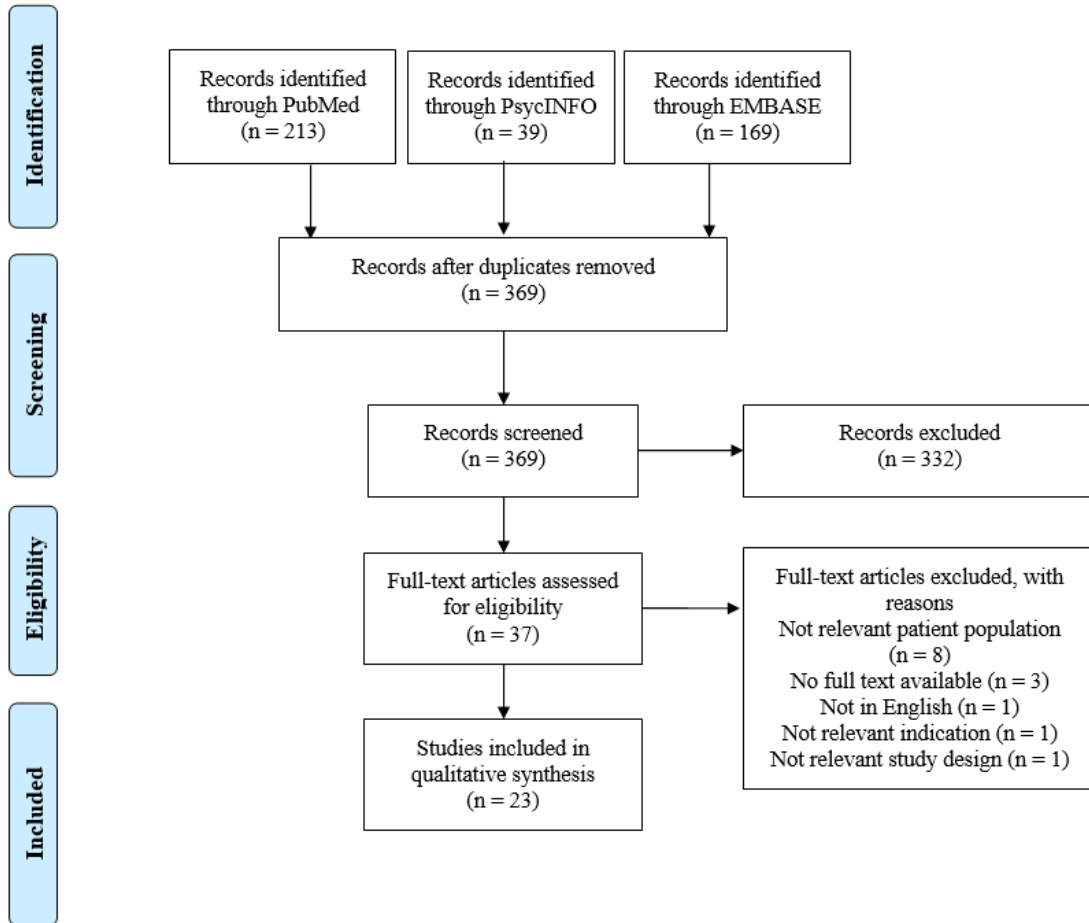 Identification
Records identified
through PubMed
(n = 213)
Records identified
through PsycINFO
(n = 39)
Records identified
through EMBASE
(n = 169)
Screening
Records after duplicates removed
(n = 369)
Records screened
(n = 369)
Records excluded
(n = 332)
Eligibility
Full-text articles assessed
for eligibility
(n = 37)
Full-text articles excluded, with
reasons
Not relevant patient population
(n = 8)
No full text available (n = 3)
Not in English (n = 1)
Not relevant indication (n = 1)
Not relevant study design (n = 1)
Included
Studies included in
qualitative synthesis
(n = 23)